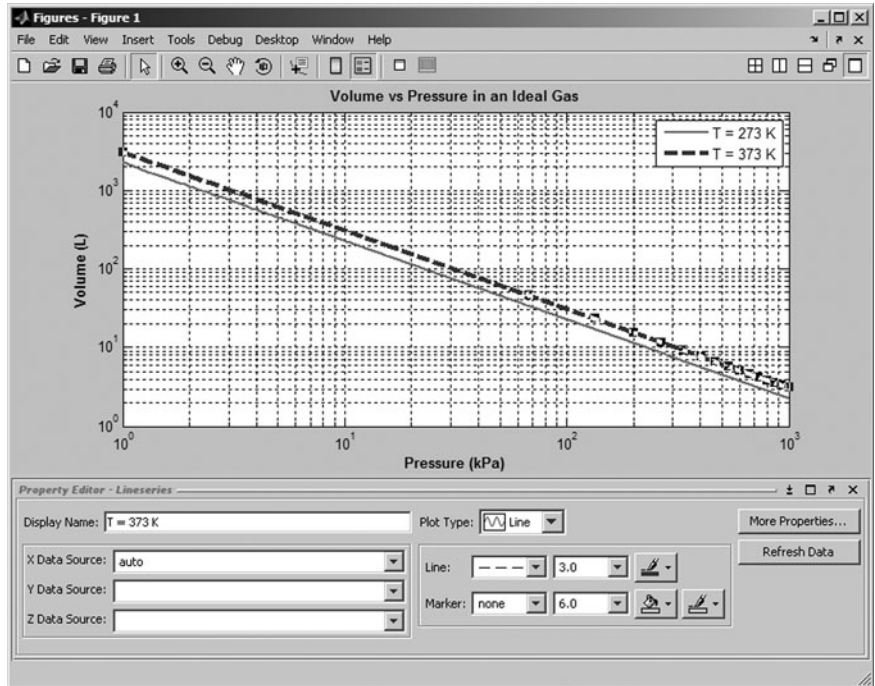 Figures - Figure 1
File Edit View Insert Tools Debug Desktop Window Help
Volume vs Pressure in an Ideal Gas
10^4
T = 273 K
T = 373 K
10^3
10^2
10^1
10^0
Volume (L)
10^0 10^1 10^2 10^3
Pressure (kPa)
Property Editor - Lineseries
Display Name: T = 373 K
Plot Type: Line
More Properties...
X Data Source: auto
Line: 3.0
Refresh Data
Y Data Source:
Marker: none 6.0
Z Data Source: